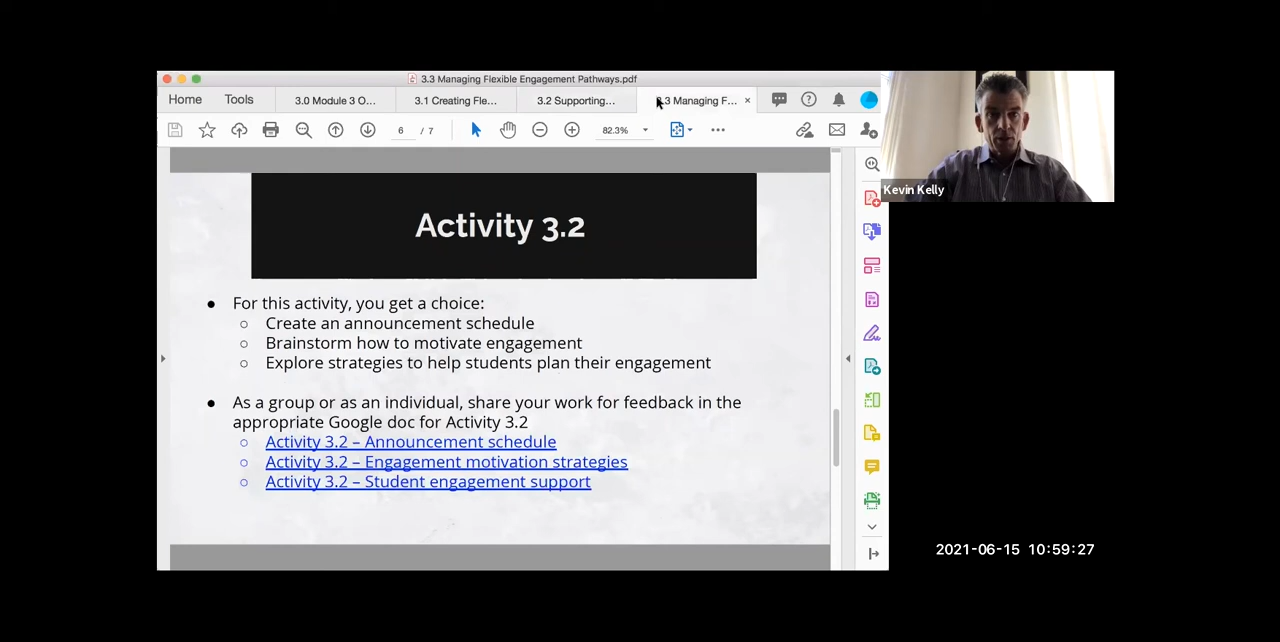 3.3 Managing Flexible Engagement Pathways.pdf
Home Tools 3.0 Module 3 O... 3.1 Creating Fle... 3.2 Supporting... 3.3 Managing F... ×
6 / 7 82.3%
Kevin Kelly
Activity 3.2
● For this activity, you get a choice:
○ Create an announcement schedule
○ Brainstorm how to motivate engagement
○ Explore strategies to help students plan their engagement
● As a group or as an individual, share your work for feedback in the
appropriate Google doc for Activity 3.2
○ Activity 3.2 – Announcement schedule
○ Activity 3.2 – Engagement motivation strategies
○ Activity 3.2 – Student engagement support
2021-06-15 10:59:27